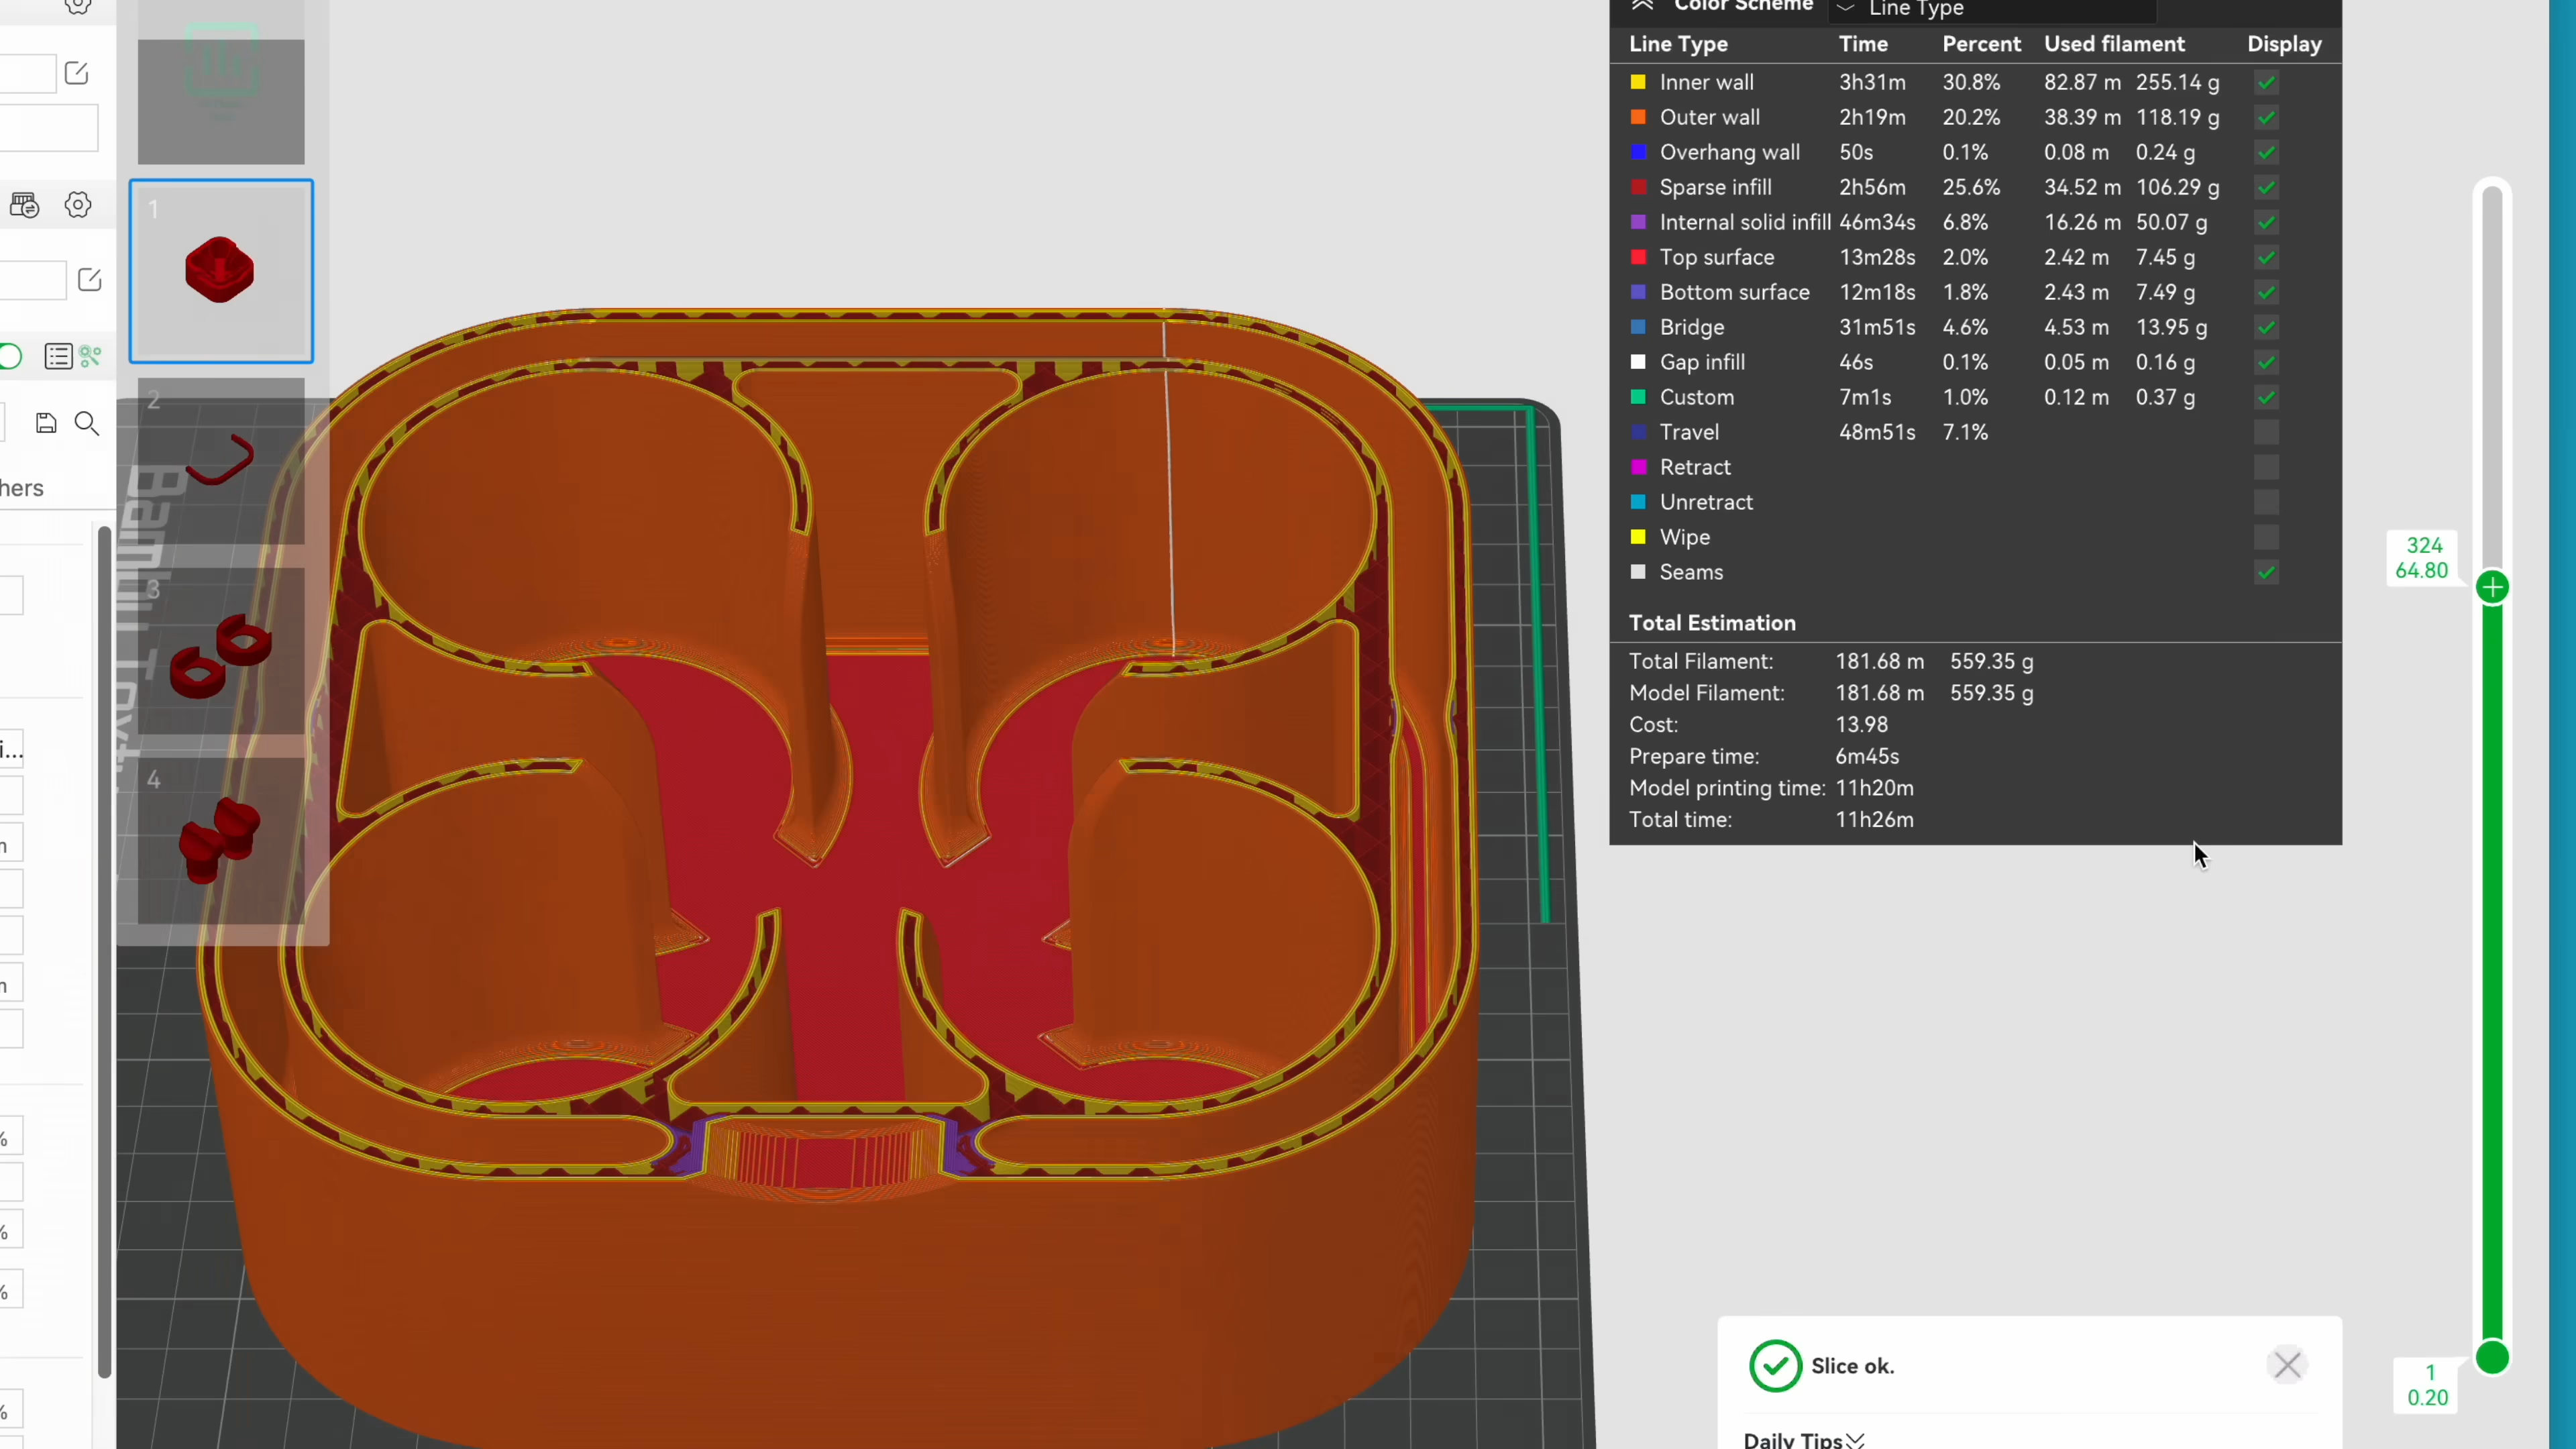 Color Scheme Line Type
Line Type Time Percent Used filament Display
Inner wall 3h31m 30.8% 82.87 m 255.14 g
Outer wall 2h19m 20.2% 38.39 m 118.19 g
Overhang wall 50s 0.1% 0.08 m 0.24 g
Sparse infill 2h56m 25.6% 34.52 m 106.29 g
Internal solid infill 46m34s 6.8% 16.26 m 50.07 g
Top surface 13m28s 2.0% 2.42 m 7.45 g
Bottom surface 12m18s 1.8% 2.43 m 7.49 g
Bridge 31m51s 4.6% 4.53 m 13.95 g
Gap infill 46s 0.1% 0.05 m 0.16 g
Custom 7m1s 1.0% 0.12 m 0.37 g
Travel 48m51s 7.1%
Retract
Unretract
Wipe
Seams
Total Estimation
Total Filament: 181.68 m 559.35 g
Model Filament: 181.68 m 559.35 g
Cost: 13.98
Prepare time: 6m45s
Model printing time: 11h20m
Total time: 11h26m
324
64.80
1
0.20
Slice ok.
Daily Tips
1
2
3
4
hers
i...
m
m
%
%
%
%